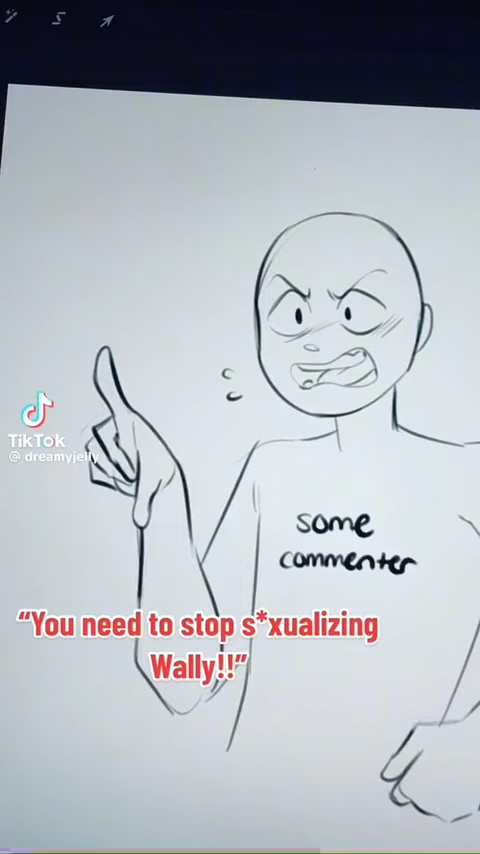 TikTok
@ dreamyjelly
some
commenter
“You need to stop s*xualizing
Wally!!”